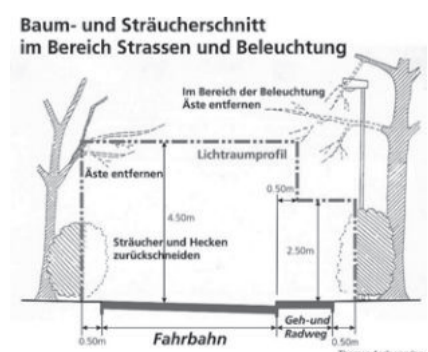 Baum- und Sträucherschnitt
im Bereich Strassen und Beleuchtung
Im Bereich der Beleuchtung
Äste entfernen
Lichtraumprofil
Äste entfernen
0.50m
4.50m
Sträucher und Hecken
zurückschneiden
2.50m
Geh-und
Radweg
Fahrbahn
0.50m
0.50m